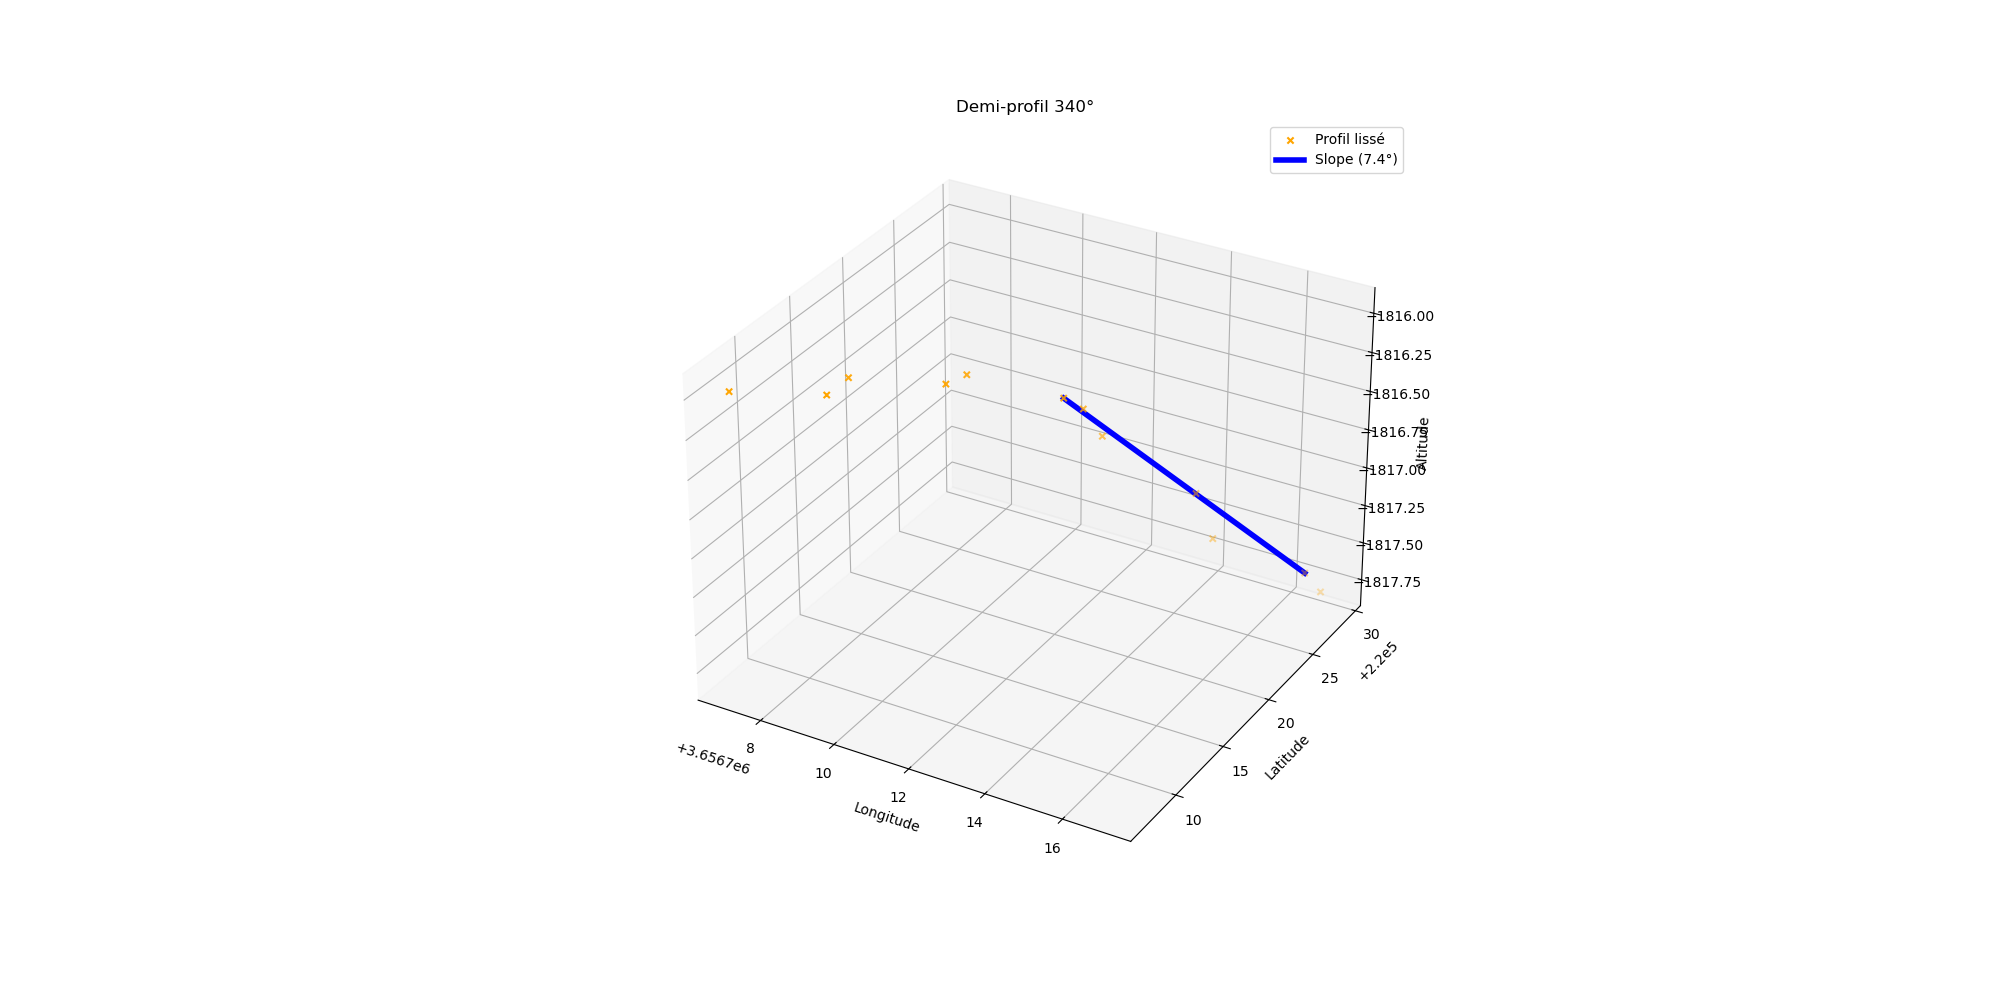 Demi-profil 340°
Profil lissé
Slope (7.4°)
−1816.00
−1816.25
−1816.50
−1816.75
−1817.00
−1817.25
−1817.50
−1817.75
Altitude
30
25
20
15
10
+2.2e5
Latitude
8
10
12
14
16
+3.6567e6
Longitude